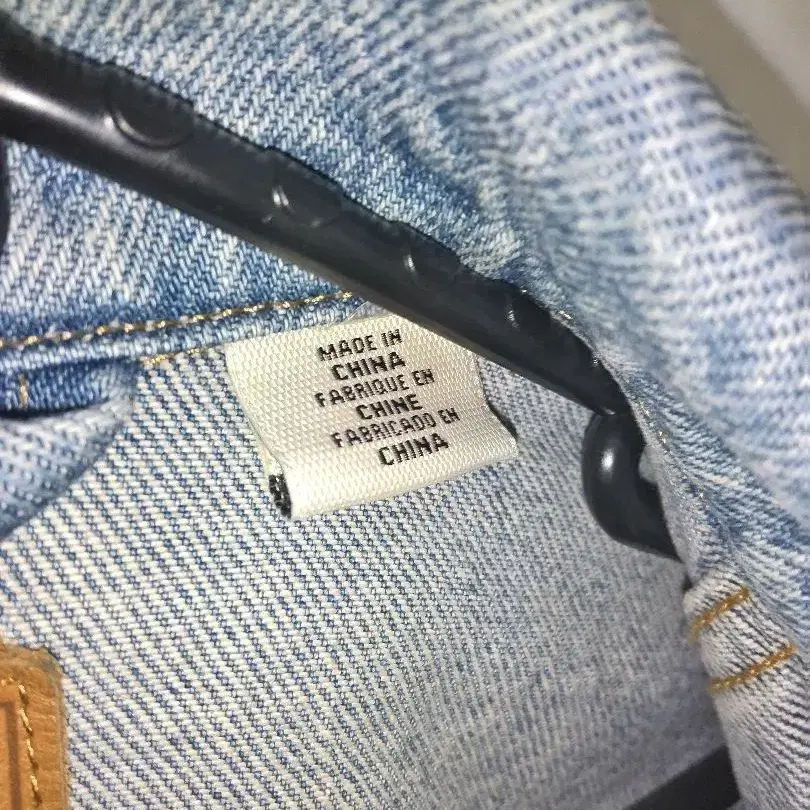 MADE IN
CHINA
FABRIQUE EN
CHINE
FABRICADO EN
CHINA